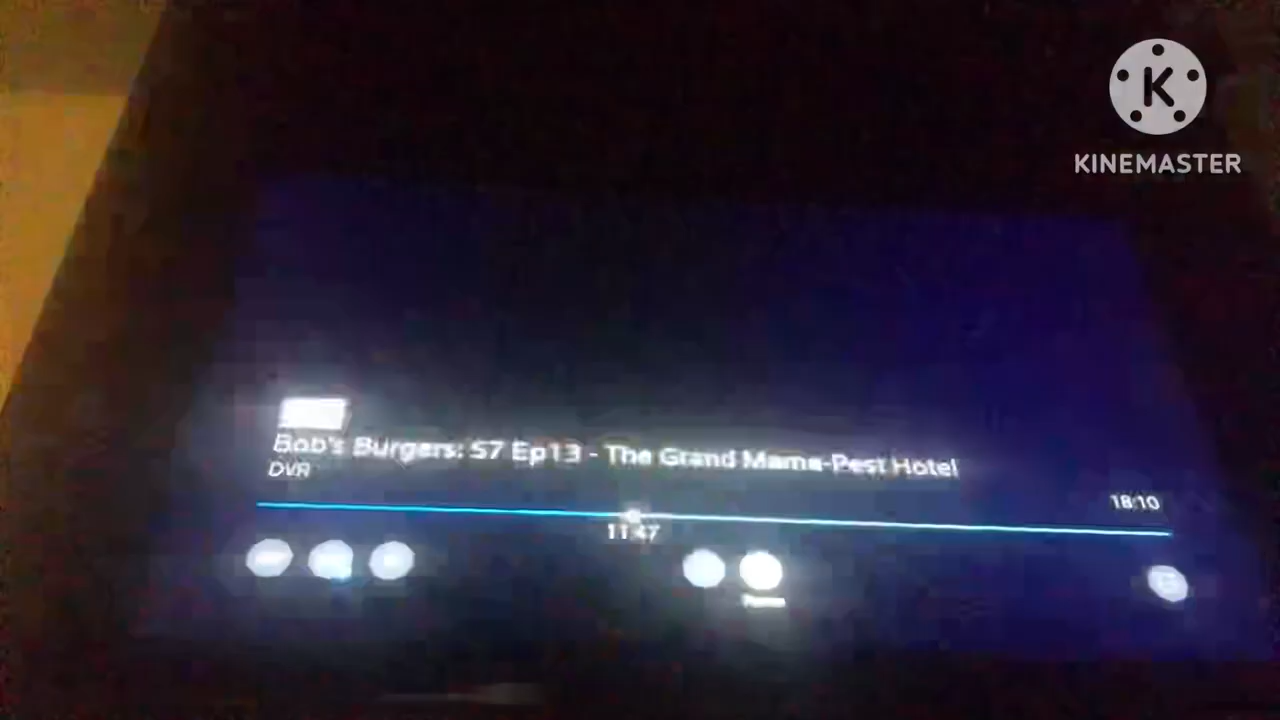 K
KINEMASTER
Bob's Burgers: S7 Ep13 - The Grand Mama-Pest Hotel
DVR
18:10
11:47